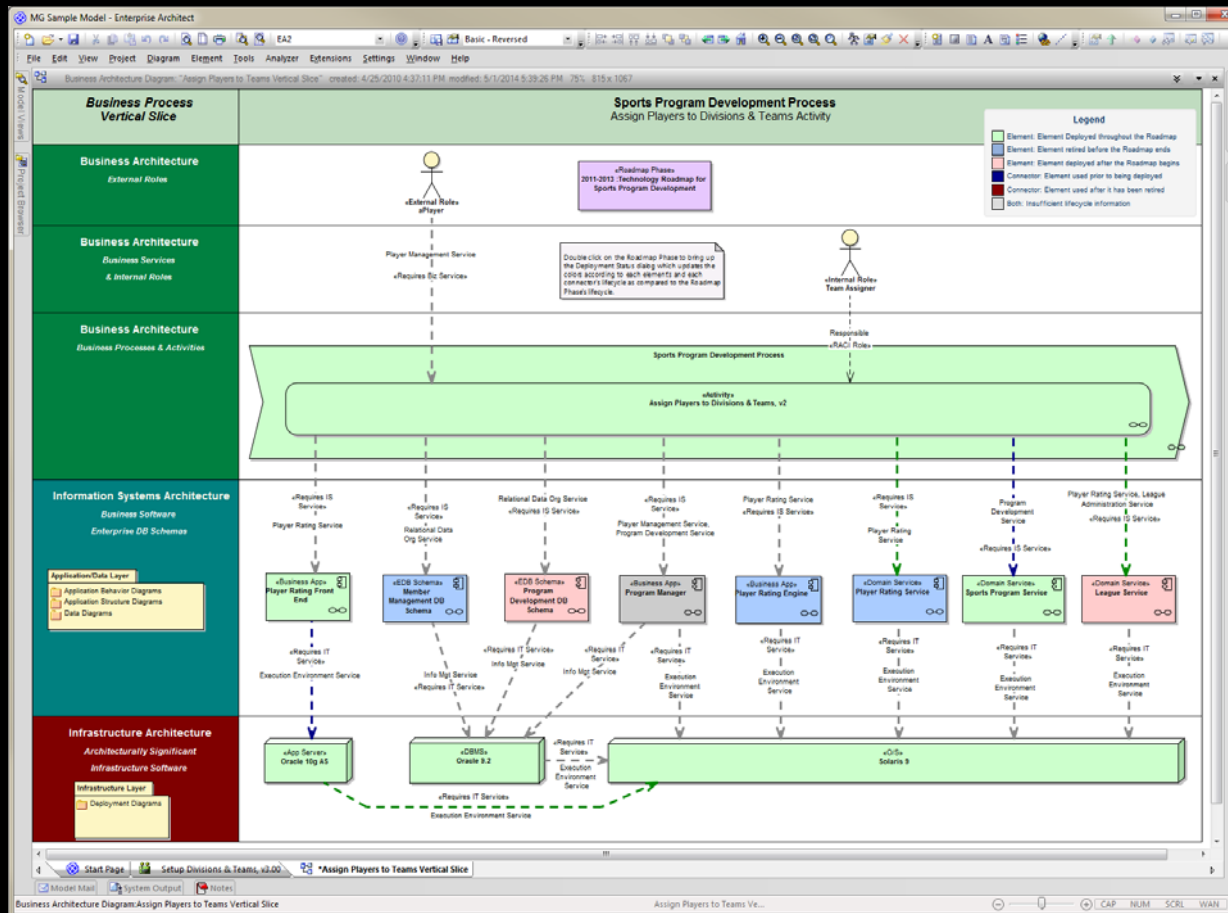 MG Sample Model - Enterprise Architect
EA2
Basic - Reversed
File Edit View Project Diagram Element Tools Analyzer Extensions Settings Window Help
Business Architecture Diagram: "Assign Players to Teams Vertical Slice" created: 4/25/2010 4:37:11 PM modified: 5/1/2014 5:39:26 PM 75% 815 x 1067
Model Views
Project Browser
Business Process
Vertical Slice
Sports Program Development Process
Assign Players to Divisions & Teams Activity
Legend
Element: Element Deployed throughout the Roadmap
Element: Element retired before the Roadmap ends
Element: Element deployed after the Roadmap begins
Connector: Element used prior to being deployed
Connector: Element used after it has been retired
Both: Insufficient lifecycle information
Business Architecture
External Roles
«External Role»
aPlayer
«Roadmap Phase»
2011-2013 :Technology Roadmap for
Sports Program Development
Business Architecture
Business Services
& Internal Roles
Player Management Service
«Requires Biz Service»
Double click on the Roadmap Phase to bring up
the Deployment Status dialog which updates the
colors according to each elements and each
connector's lifecycle as compared to the Roadmap
Phase's lifecycle.
«Internal Role»
Team Assigner
Business Architecture
Business Processes & Activities
Responsible
«RACI Role»
Sports Program Development Process
«Activity»
Assign Players to Divisions & Teams, v2
Information Systems Architecture
Business Software
Enterprise DB Schemas
Application/Data Layer
Application Behavior Diagrams
Application Structure Diagrams
Data Diagrams
«Requires IS
Service»
Player Rating Service
«Requires IS
Service»
Relational Data
Org Service
Relational Data Org Service
«Requires IS Service»
«Requires IS
Service»
Player Management Service,
Program Development Service
Player Rating Service
«Requires IS Service»
«Requires IS
Service»
Player Rating
Service
Program
Development
Service
«Requires IS Service»
Player Rating Service, League
Administration Service
«Requires IS Service»
«Business App»
Player Rating Front
End
«EDB Schema»
Member
Management DB
Schema
«EDB Schema»
Program
Development DB
Schema
«Business App»
Program Manager
«Business App»
Player Rating Engine
«Domain Service»
Player Rating Service
«Domain Service»
Sports Program Service
«Domain Service»
League Service
«Requires IT
Service»
Execution Environment Service
Info Mgt Service
«Requires IT Service»
«Requires IT Service»
Info Mgt Service
«Requires IT
Service»
Info Mgt Service
«Requires IT
Service»
Execution
Environment
Service
«Requires IT
Service»
Execution
Environment
Service
«Requires IT
Service»
Execution
Environment
Service
«Requires IT
Service»
Execution
Environment
Service
«Requires IT
Service»
Execution
Environment
Service
Infrastructure Architecture
Architecturally Significant
Infrastructure Software
Infrastructure Layer
Deployment Diagrams
«App Server»
Oracle 10g AS
«DBMS»
Oracle 9.2
«Requires IT
Service»
Execution
Environment
Service
«O/S»
Solaris 9
«Requires IT Service»
Execution Environment Service
Start Page
Setup Divisions & Teams, v3.00
*Assign Players to Teams Vertical Slice
Model Mail
System Output
Notes
Business Architecture Diagram:Assign Players to Teams Vertical Slice
Assign Players to Teams Ve...
CAP NUM SCRL WAN